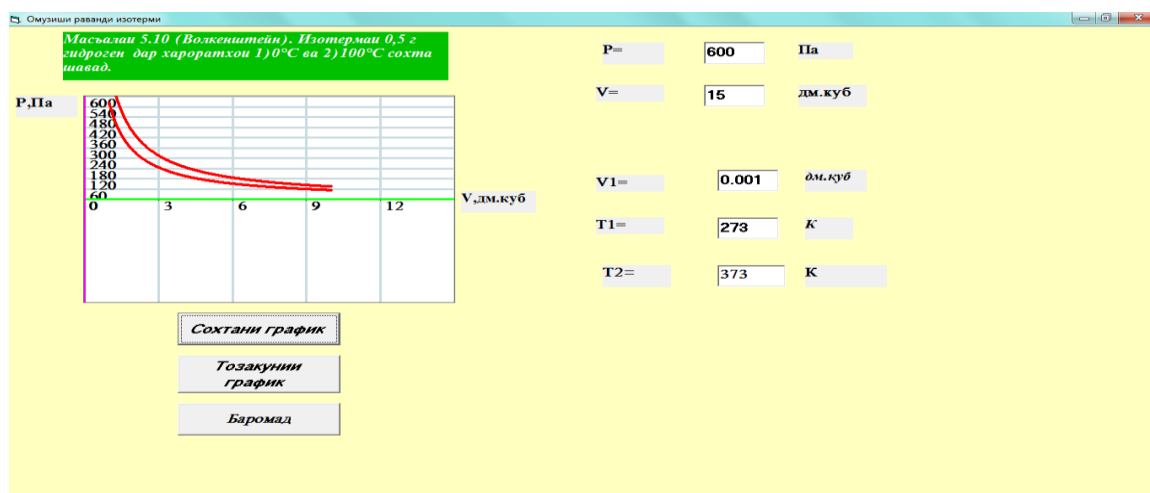 Омузиши раванди изотерми
Масъалаи 5.10 (Волкенштейн). Изотермаи 0,5 г
гидроген дар хароратхои 1)0°C ва 2)100°C сохта
шавад.
P,Па
600
540
480
420
360
300
240
180
120
60
0 3 6 9 12
V,дм.куб
Сохтани график
Тозакунии
график
Баромад
P= 600 Па
V= 15 дм.куб
V1= 0.001 дм.куб
T1= 273 K
T2= 373 K